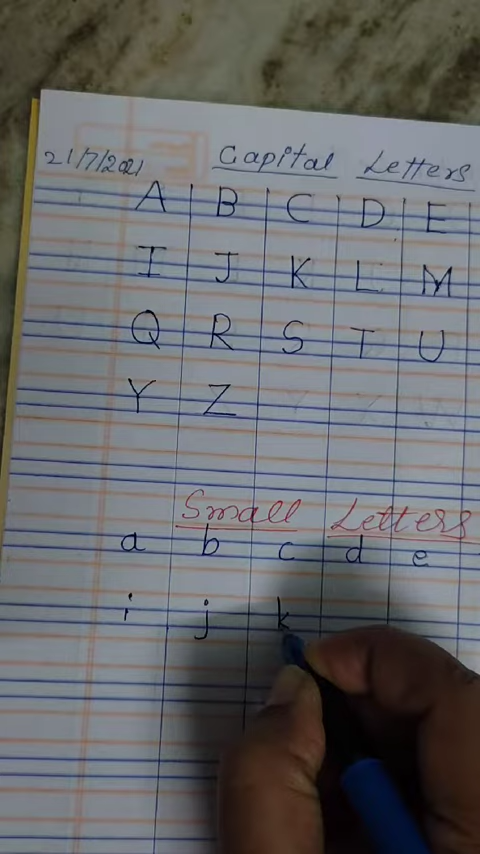 21/7/2021 Capital Letters
A B C D E
I J K L M
Q R S T U
Y Z
Small Letters
a b c d e
i j k